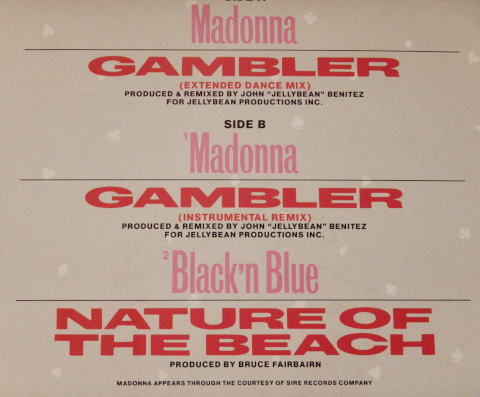 SIDE A
Madonna
GAMBLER
(EXTENDED DANCE MIX)
PRODUCED & REMIXED BY JOHN "JELLYBEAN" BENITEZ
FOR JELLYBEAN PRODUCTIONS INC.
SIDE B
1 Madonna
GAMBLER
(INSTRUMENTAL REMIX)
PRODUCED & REMIXED BY JOHN "JELLYBEAN" BENITEZ
FOR JELLYBEAN PRODUCTIONS INC.
2 Black'n Blue
NATURE OF
THE BEACH
PRODUCED BY BRUCE FAIRBAIRN
MADONNA APPEARS THROUGH THE COURTESY OF SIRE RECORDS COMPANY